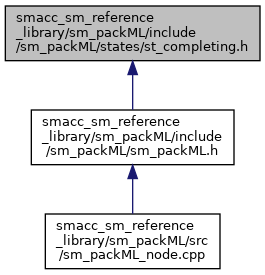 smacc_sm_reference
_library/sm_packML/include
/sm_packML/states/st_completing.h
smacc_sm_reference
_library/sm_packML/include
/sm_packML/sm_packML.h
smacc_sm_reference
_library/sm_packML/src
/sm_packML_node.cpp